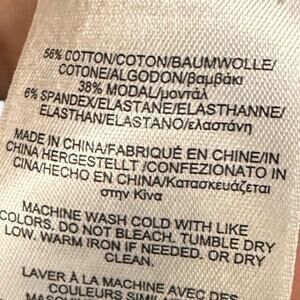 56% COTTON/COTON/BAUMWOLLE/
COTONE/ALGODON/βαμβάκι
38% MODAL/μοντάλ
6% SPANDEX/ELASTANE/ELASTHANNE/
ELASTHAN/ELASTANO/ελαστάνη
MADE IN CHINA/FABRIQUÉ EN CHINE/IN
CHINA HERGESTELLT /CONFEZIONATO IN
CINA/HECHO EN CHINA/Κατασκευάζεται
στην Κίνα
MACHINE WASH COLD WITH LIKE
COLORS. DO NOT BLEACH. TUMBLE DRY
LOW. WARM IRON IF NEEDED. OR DRY
CLEAN.
LAVER À LA MACHINE AVEC DES
COULEURS